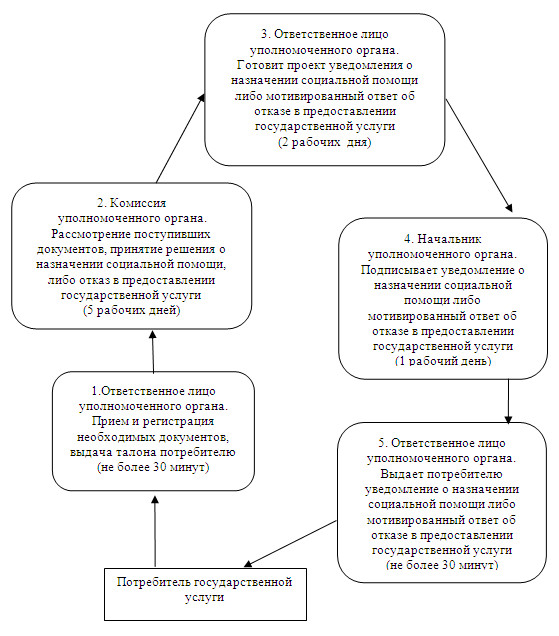 3. Ответственное лицо
уполномоченного органа.
Готовит проект уведомления о
назначении социальной помощи
либо мотивированный ответ об
отказе в предоставлении
государственной услуги
(2 рабочих дня)
2. Комиссия
уполномоченного органа.
Рассмотрение поступивших
документов, принятие решения о
назначении социальной помощи,
либо отказ в предоставлении
государственной услуги
(5 рабочих дней)
4. Начальник
уполномоченного органа.
Подписывает уведомление о
назначении социальной
помощи либо
мотивированный ответ об
отказе в предоставлении
государственной услуги
(1 рабочий день)
1.Ответственное лицо
уполномоченного органа.
Прием и регистрация
необходимых документов,
выдача талона потребителю
(не более 30 минут)
5. Ответственное лицо
уполномоченного органа.
Выдает потребителю
уведомление о назначении
социальной помощи либо
мотивированный ответ об
отказе в предоставлении
государственной услуги
(не более 30 минут)
Потребитель государственной
услуги